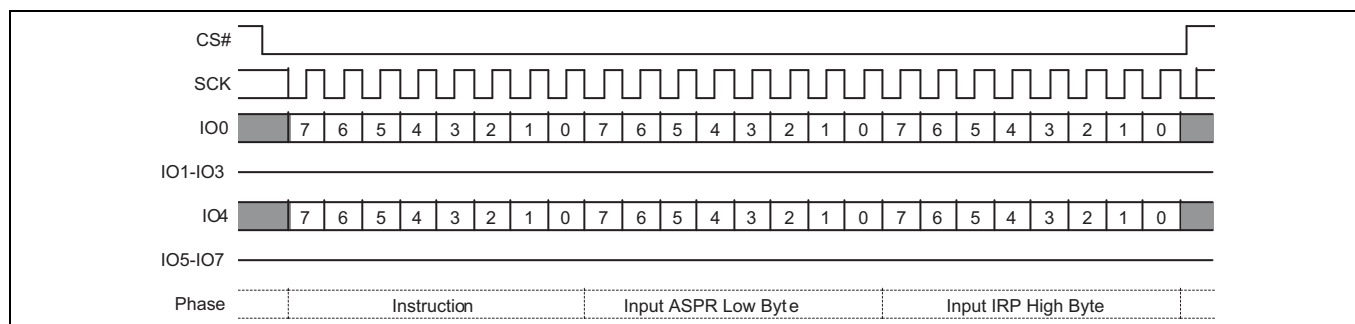 CS#
SCK
IO0 7 6 5 4 3 2 1 0 7 6 5 4 3 2 1 0 7 6 5 4 3 2 1 0
IO1-IO3
IO4 7 6 5 4 3 2 1 0 7 6 5 4 3 2 1 0 7 6 5 4 3 2 1 0
IO5-IO7
Phase Instruction Input ASPR Low Byte Input IRP High Byte